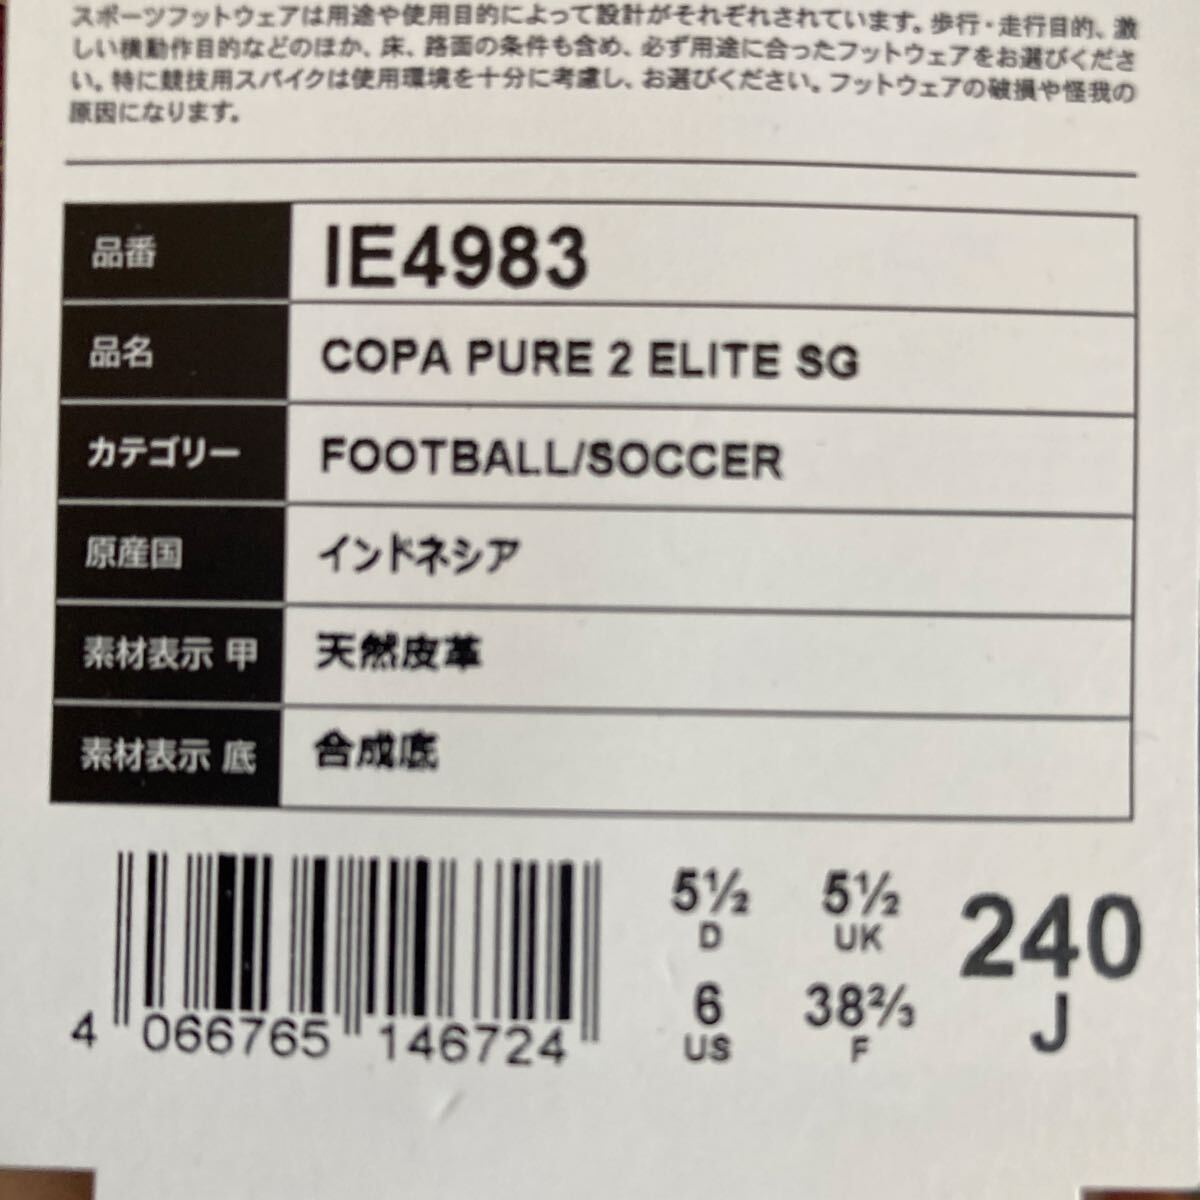 スポーツフットウェアは用途や使用目的によって設計がそれぞれされています。歩行・走行目的、激
しい機動作目的などのほか、床、路面の条件も含め、必ず用途に合ったフットウェアをお選びくださ
い。特に競技用スパイクは使用環境を十分に考慮し、お選びください。フットウェアの破損や怪我の
原因になります。
品番 IE4983
品名 COPA PURE 2 ELITE SG
カテゴリー FOOTBALL/SOCCER
原産国 インドネシア
素材表示 甲 天然皮革
素材表示 底 合成底
4 066765 146724
5½ D
5½ UK
6 US
38⅔ F
240 J